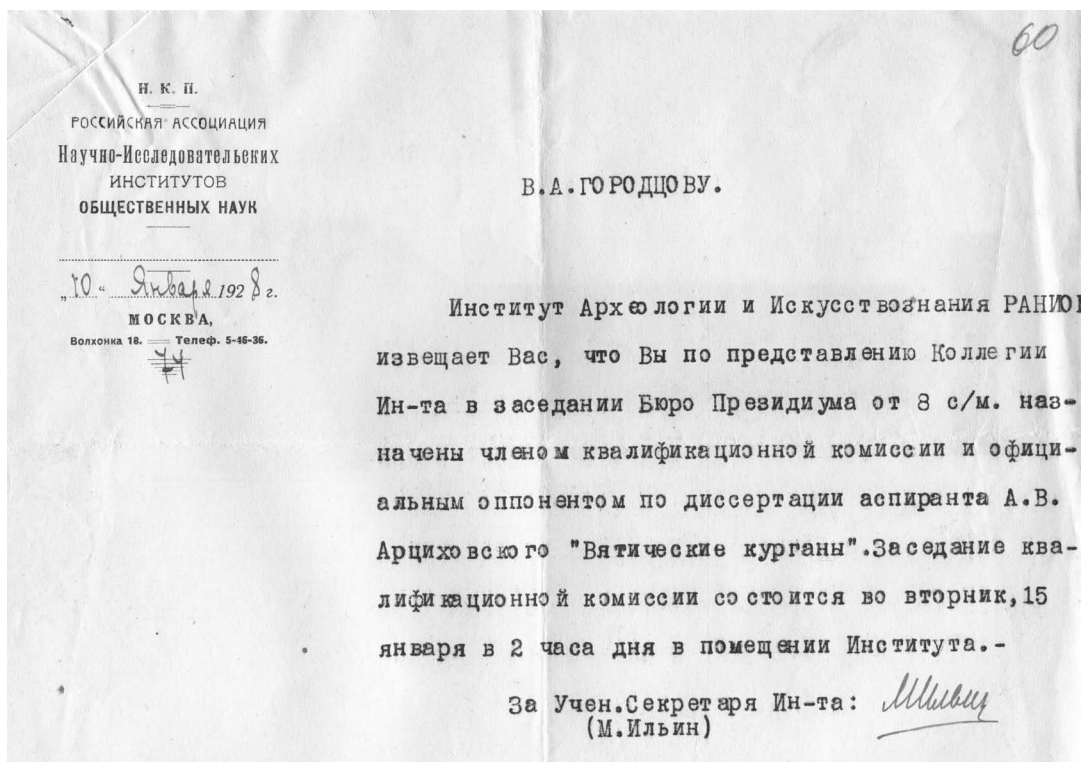 60
Н. К. П.
РОССИЙСКАЯ АССОЦИАЦИЯ
Научно-Исследовательских
ИНСТИТУТОВ
ОБЩЕСТВЕННЫХ НАУК
„10“ Января 1928 г.
МОСКВА,
Волхонка 18. Телеф. 5-46-36.
В.А.ГОРОДЦОВУ.
Институт Археологии и Искусствознания РАНИОН
извещает Вас, что Вы по представлению Коллегии
Ин-та в заседании Бюро Президиума от 8 с/м. наз-
начены членом квалификационной комиссии и офици-
альным оппонентом по диссертации аспиранта А.В.
Арциховского "Вятические курганы".Заседание ква-
лификационной комиссии состоится во вторник,15
января в 2 часа дня в помещении Института.-
За Учен.Секретаря Ин-та: МИльин
(М.Ильин)